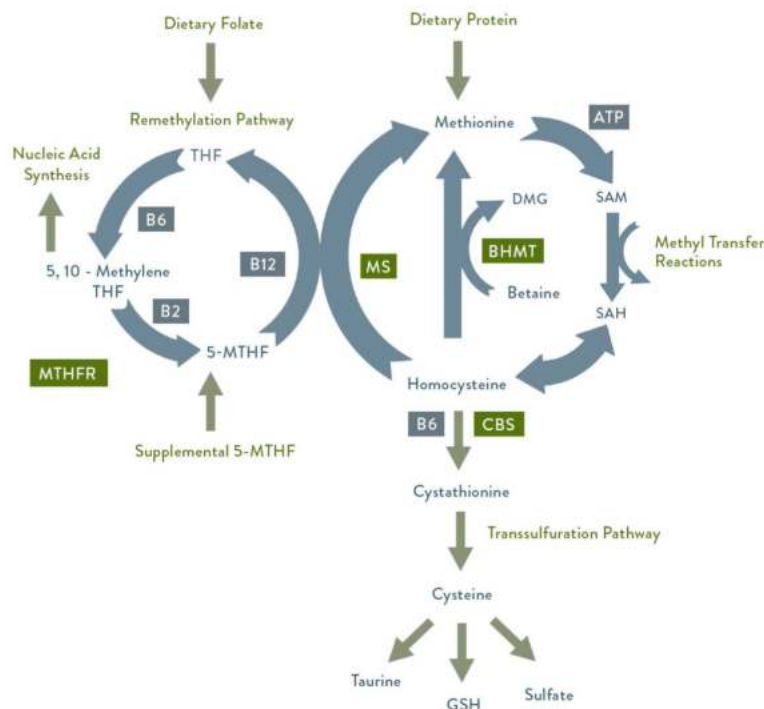 Dietary Folate
Dietary Protein
Remethylation Pathway
Methionine
ATP
Nucleic Acid
Synthesis
THF
B6
DMG
SAM
5, 10 - Methylene
THF
B12
MS
BHMT
Methyl Transfer
Reactions
B2
Betaine
SAH
5-MTHF
MTHFR
Homocysteine
B6
CBS
Supplemental 5-MTHF
Cystathionine
Transsulfuration Pathway
Cysteine
Taurine
GSH
Sulfate